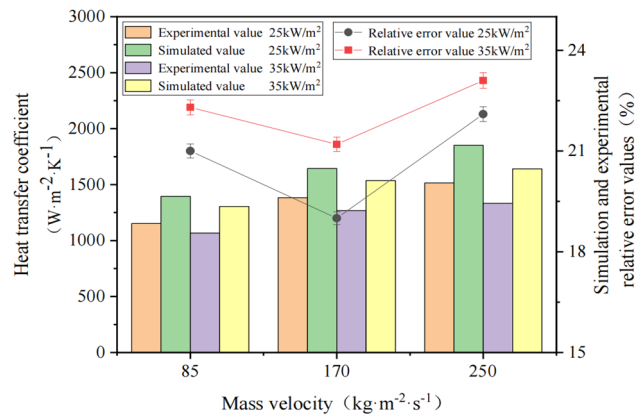 Heat transfer coefficient
(W·m⁻²·K⁻¹)
3000
2500
2000
1500
1000
500
0
Experimental value 25kW/m²
Simulated value 25kW/m²
Experimental value 35kW/m²
Simulated value 35kW/m²
Relative error value 25kW/m²
Relative error value 35kW/m²
24
21
18
15
Simulation and experimental
relative error values（%）
85 170 250
Mass velocity（kg·m⁻²·s⁻¹）